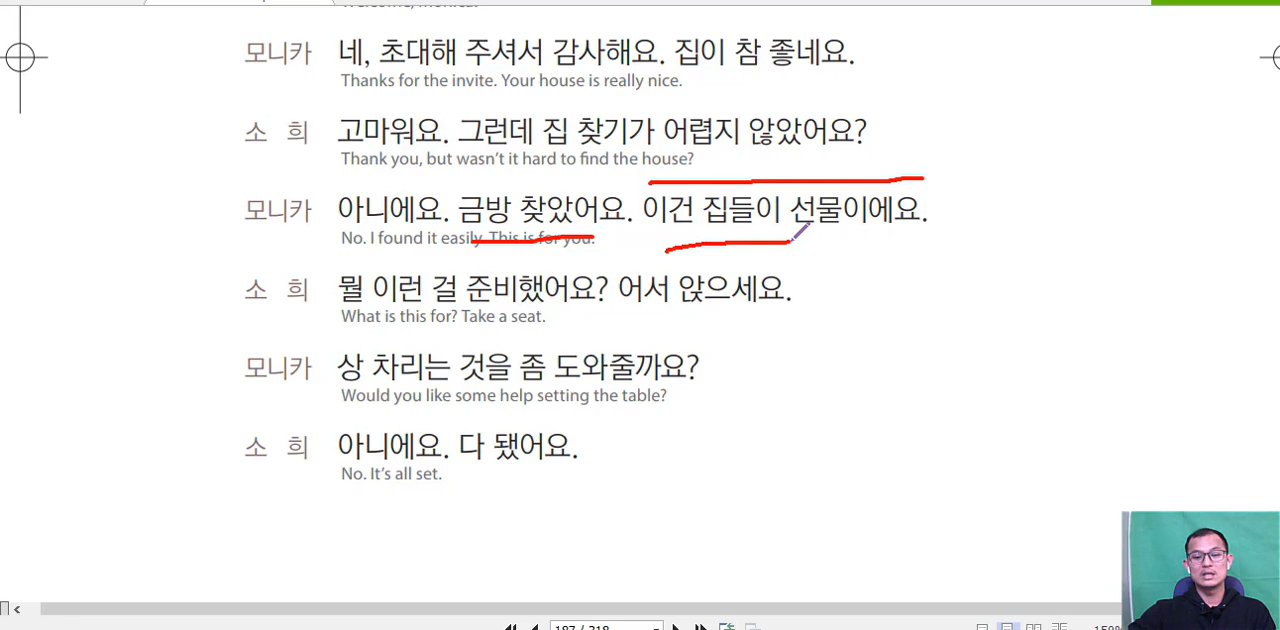 모니카 네, 초대해 주셔서 감사해요. 집이 참 좋네요.
Thanks for the invite. Your house is really nice.
소 희 고마워요. 그런데 집 찾기가 어렵지 않았어요?
Thank you, but wasn't it hard to find the house?
모니카 아니에요. 금방 찾았어요. 이건 집들이 선물이에요.
No. I found it easily. This is for you.
소 희 뭘 이런 걸 준비했어요? 어서 앉으세요.
What is this for? Take a seat.
모니카 상 차리는 것을 좀 도와줄까요?
Would you like some help setting the table?
소 희 아니에요. 다 됐어요.
No. It's all set.